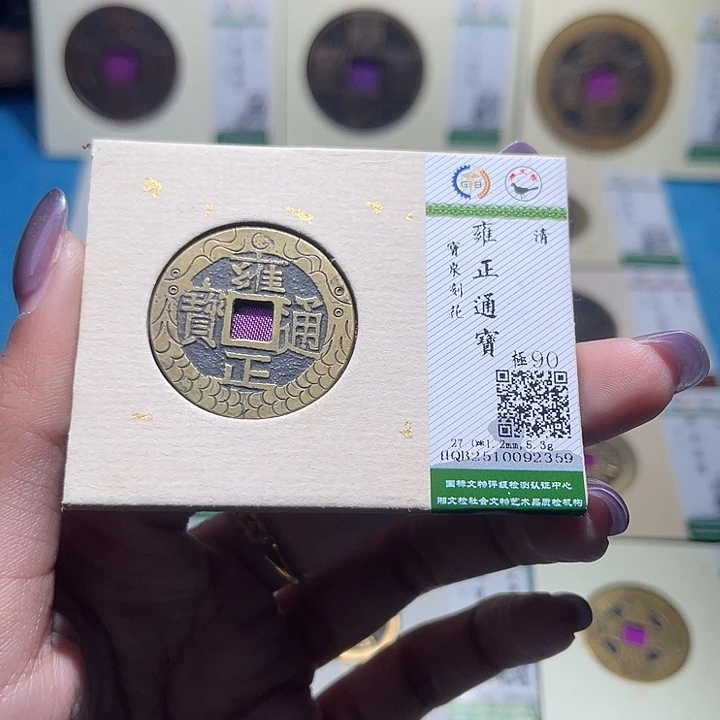 雍正通寶
GB
清
雍正通寶
寶泉刻花
極90
27(*)1.2mm,5.3g
HQB2510092359
国标文物评级检测认证中心
湘文检社会文物艺术品质检机构